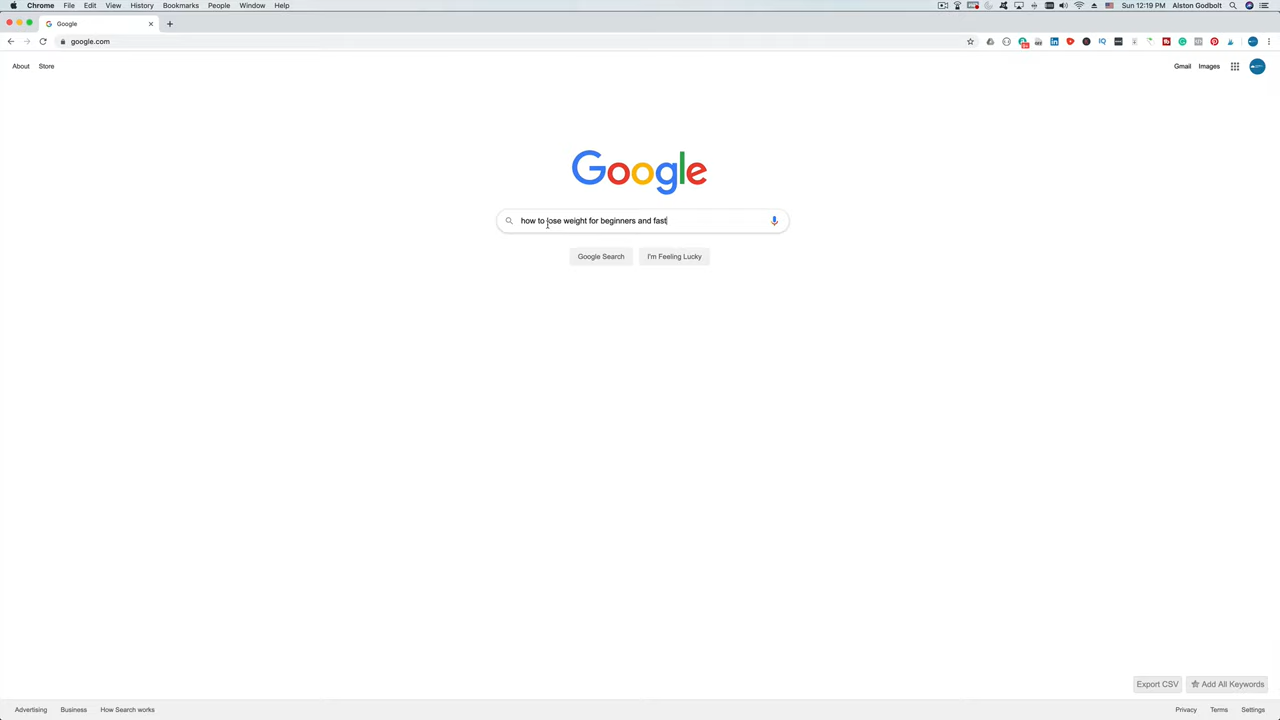 Chrome File Edit View History Bookmarks People Window Help Sun 12:19 PM Alston Godbolt
Google
google.com
About Store Gmail Images
Google
how to lose weight for beginners and fast
Google Search I'm Feeling Lucky
Export CSV Add All Keywords
Advertising Business How Search works Privacy Terms Settings